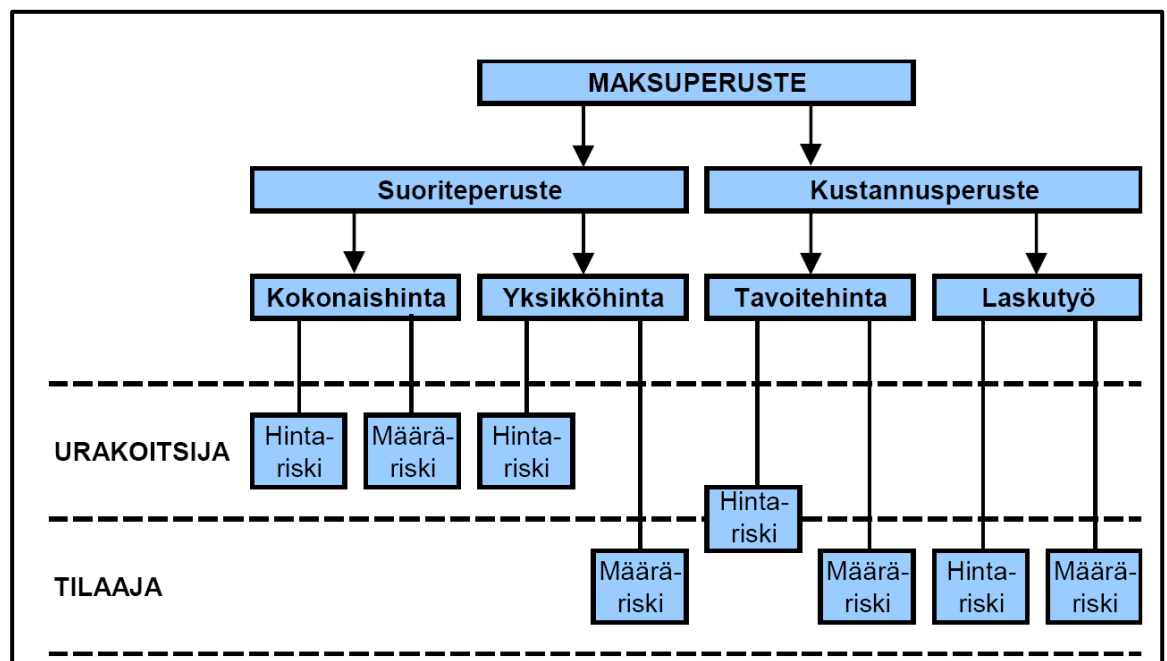 MAKSUPERUSTE
Suoriteperuste
Kustannusperuste
Kokonaishinta
Yksikköhinta
Tavoitehinta
Laskutyö
URAKOITSIJA
Hinta-
riski
Määrä-
riski
Hinta-
riski
Hinta-
riski
TILAAJA
Määrä-
riski
Määrä-
riski
Hinta-
riski
Määrä-
riski